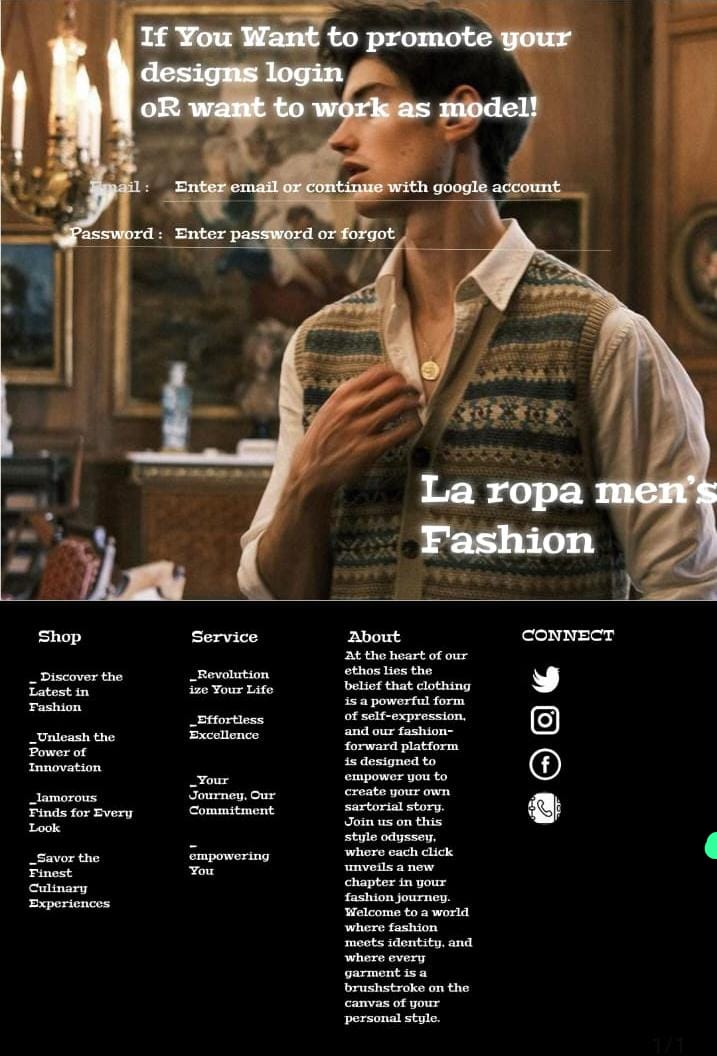 If You Want to promote your
designs login
oR want to work as model!
Email : Enter email or continue with google account
Password : Enter password or forgot
La ropa men's
Fashion
Shop
_ Discover the
Latest in
Fashion
_Unleash the
Power of
Innovation
_lamorous
Finds for Every
Look
_Savor the
Finest
Culinary
Experiences
Service
_Revolution
ize Your Life
_Effortless
Excellence
_Your
Journey, Our
Commitment
_
empowering
You
About
At the heart of our
ethos lies the
belief that clothing
is a powerful form
of self-expression,
and our fashion-
forward platform
is designed to
empower you to
create your own
sartorial story.
Join us on this
style odyssey,
where each click
unveils a new
chapter in your
fashion journey.
Welcome to a world
where fashion
meets identity, and
where every
garment is a
brushstroke on the
canvas of your
personal style.
CONNECT
1/1